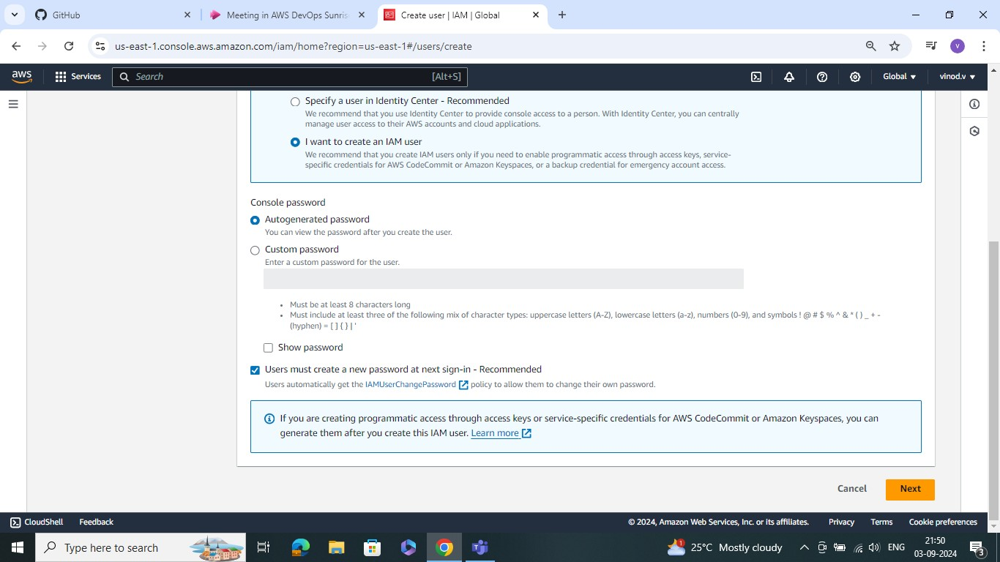 GitHub
Meeting in AWS DevOps Sunris
Create user | IAM | Global
us-east-1.console.aws.amazon.com/iam/home?region=us-east-1#/users/create
V
aws
Services
Search
[Alt+S]
Global
vinod.v
Specify a user in Identity Center - Recommended
We recommend that you use Identity Center to provide console access to a person. With Identity Center, you can centrally
manage user access to their AWS accounts and cloud applications.
I want to create an IAM user
We recommend that you create IAM users only if you need to enable programmatic access through access keys, service-
specific credentials for AWS CodeCommit or Amazon Keyspaces, or a backup credential for emergency account access.
Console password
Autogenerated password
You can view the password after you create the user.
Custom password
Enter a custom password for the user.
Must be at least 8 characters long
Must include at least three of the following mix of character types: uppercase letters (A-Z), lowercase letters (a-z), numbers (0-9), and symbols ! @ # $ % ^ & * ( ) _ + -
(hyphen) = [ ] { } | '
Show password
Users must create a new password at next sign-in - Recommended
Users automatically get the IAMUserChangePassword policy to allow them to change their own password.
If you are creating programmatic access through access keys or service-specific credentials for AWS CodeCommit or Amazon Keyspaces, you can
generate them after you create this IAM user. Learn more
Cancel
Next
CloudShell
Feedback
© 2024, Amazon Web Services, Inc. or its affiliates.
Privacy
Terms
Cookie preferences
Type here to search
1
25°C Mostly cloudy
ENG
21:50
03-09-2024
3